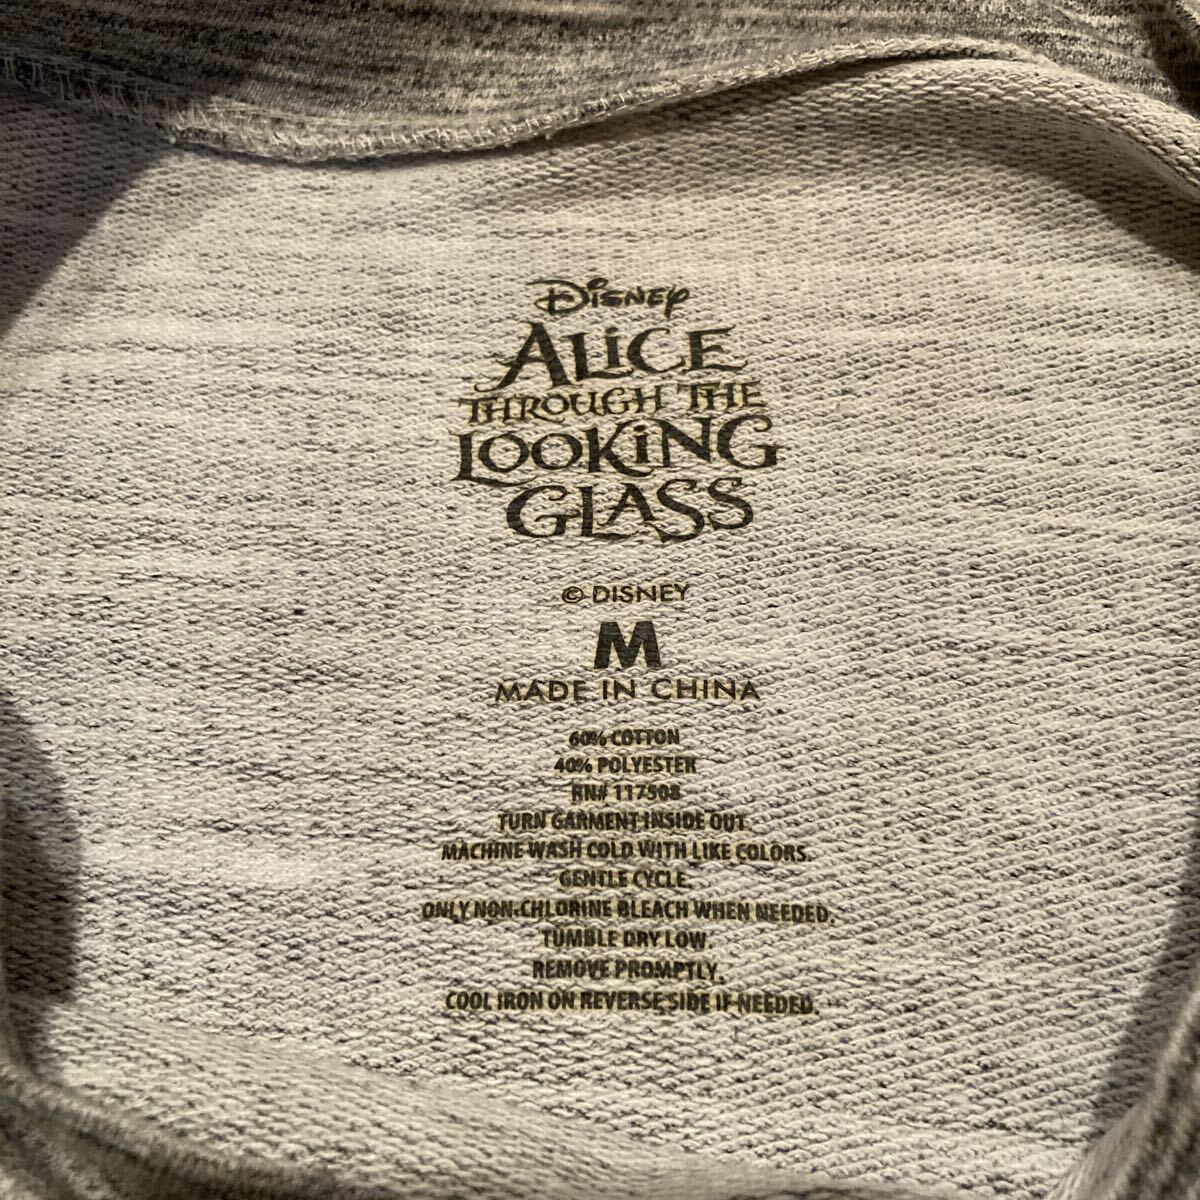 Disney
ALiCE
THROUGH THE
LOOKiNG
GLASS
© DISNEY
M
MADE IN CHINA
60% COTTON
40% POLYESTER
RN# 117508
TURN GARMENT INSIDE OUT.
MACHINE WASH COLD WITH LIKE COLORS.
GENTLE CYCLE.
ONLY NON-CHLORINE BLEACH WHEN NEEDED.
TUMBLE DRY LOW.
REMOVE PROMPTLY.
COOL IRON ON REVERSE SIDE IF NEEDED.